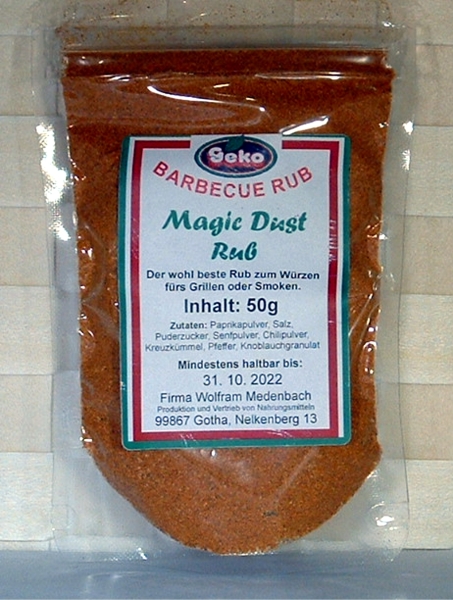 Geko
BARBECUE RUB
Magic Dust
Rub
Der wohl beste Rub zum Würzen
fürs Grillen oder Smoken.
Inhalt: 50g
Zutaten: Paprikapulver, Salz,
Puderzucker, Senfpulver, Chilipulver,
Kreuzkümmel, Pfeffer, Knoblauchgranulat
Mindestens haltbar bis:
31. 10. 2022
Firma Wolfram Medenbach
Produktion und Vertrieb von Nahrungsmitteln
99867 Gotha, Nelkenberg 13